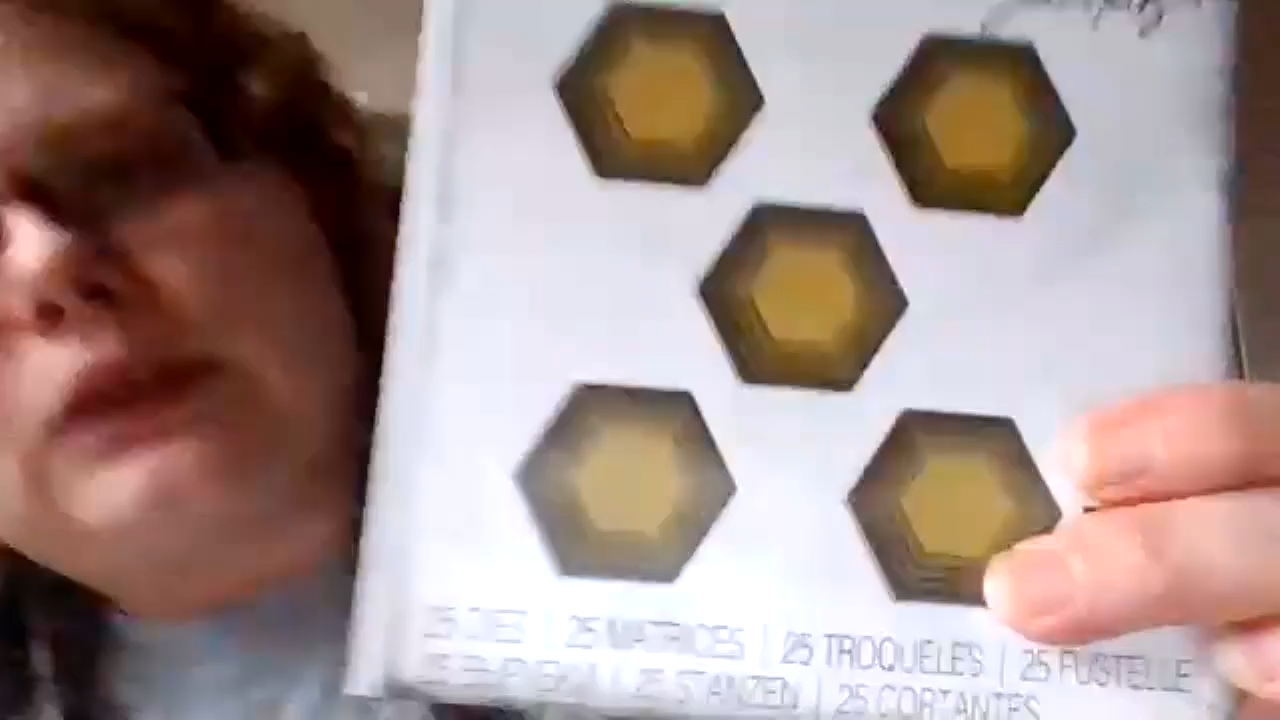 25 DIES | 25 MATRICES | 25 TROQUELES | 25 FUSTELLE
25 STANZEN | 25 CORTANTES